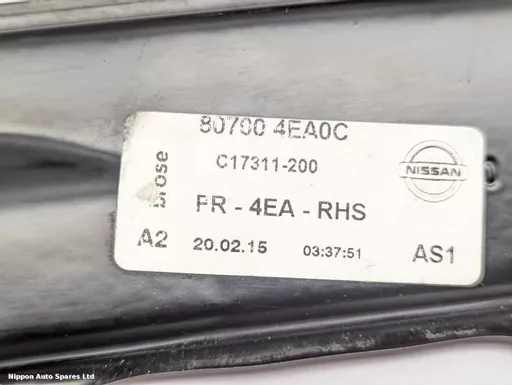 80700 4EA0C
C17311-200
NISSAN
brose
FR - 4EA - RHS
A2 20.02.15 03:37:51 AS1
Nippon Auto Spares Ltd